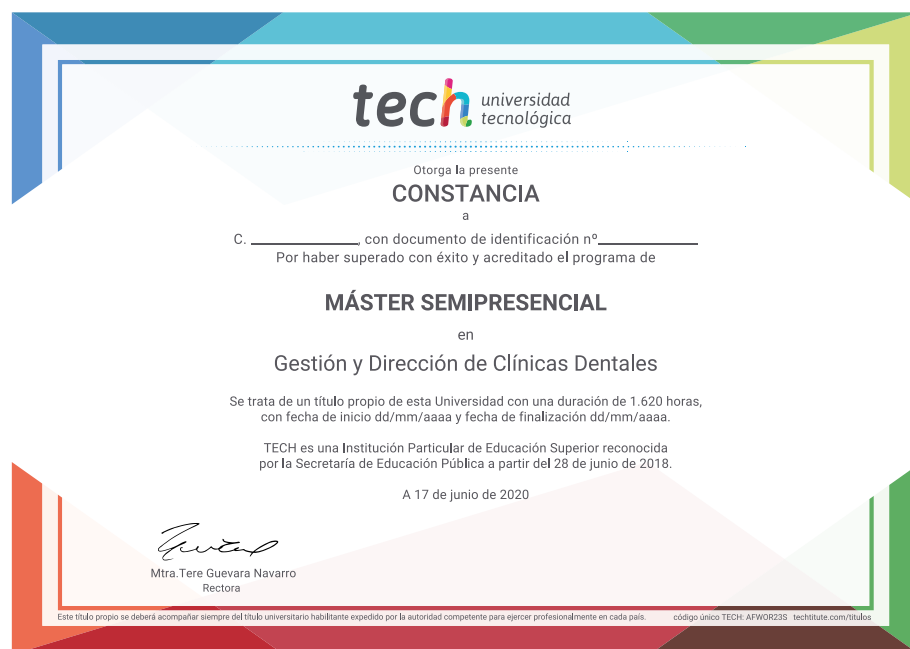 tech universidad
tecnológica
Otorga la presente
CONSTANCIA
a
C. ____________, con documento de identificación nº____________
Por haber superado con éxito y acreditado el programa de
MÁSTER SEMIPRESENCIAL
en
Gestión y Dirección de Clínicas Dentales
Se trata de un título propio de esta Universidad con una duración de 1.620 horas,
con fecha de inicio dd/mm/aaaa y fecha de finalización dd/mm/aaaa.
TECH es una Institución Particular de Educación Superior reconocida
por la Secretaría de Educación Pública a partir del 28 de junio de 2018.
A 17 de junio de 2020
Mtra.Tere Guevara Navarro
Rectora
Este título propio se deberá acompañar siempre del título universitario habilitante expedido por la autoridad competente para ejercer profesionalmente en cada país. código único TECH: AFWOR23S techtitute.com/titulos